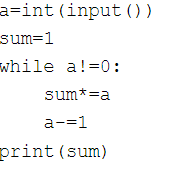 a=int(input())
sum=1
while a!=0:
    sum*=a
    a-=1
print(sum)